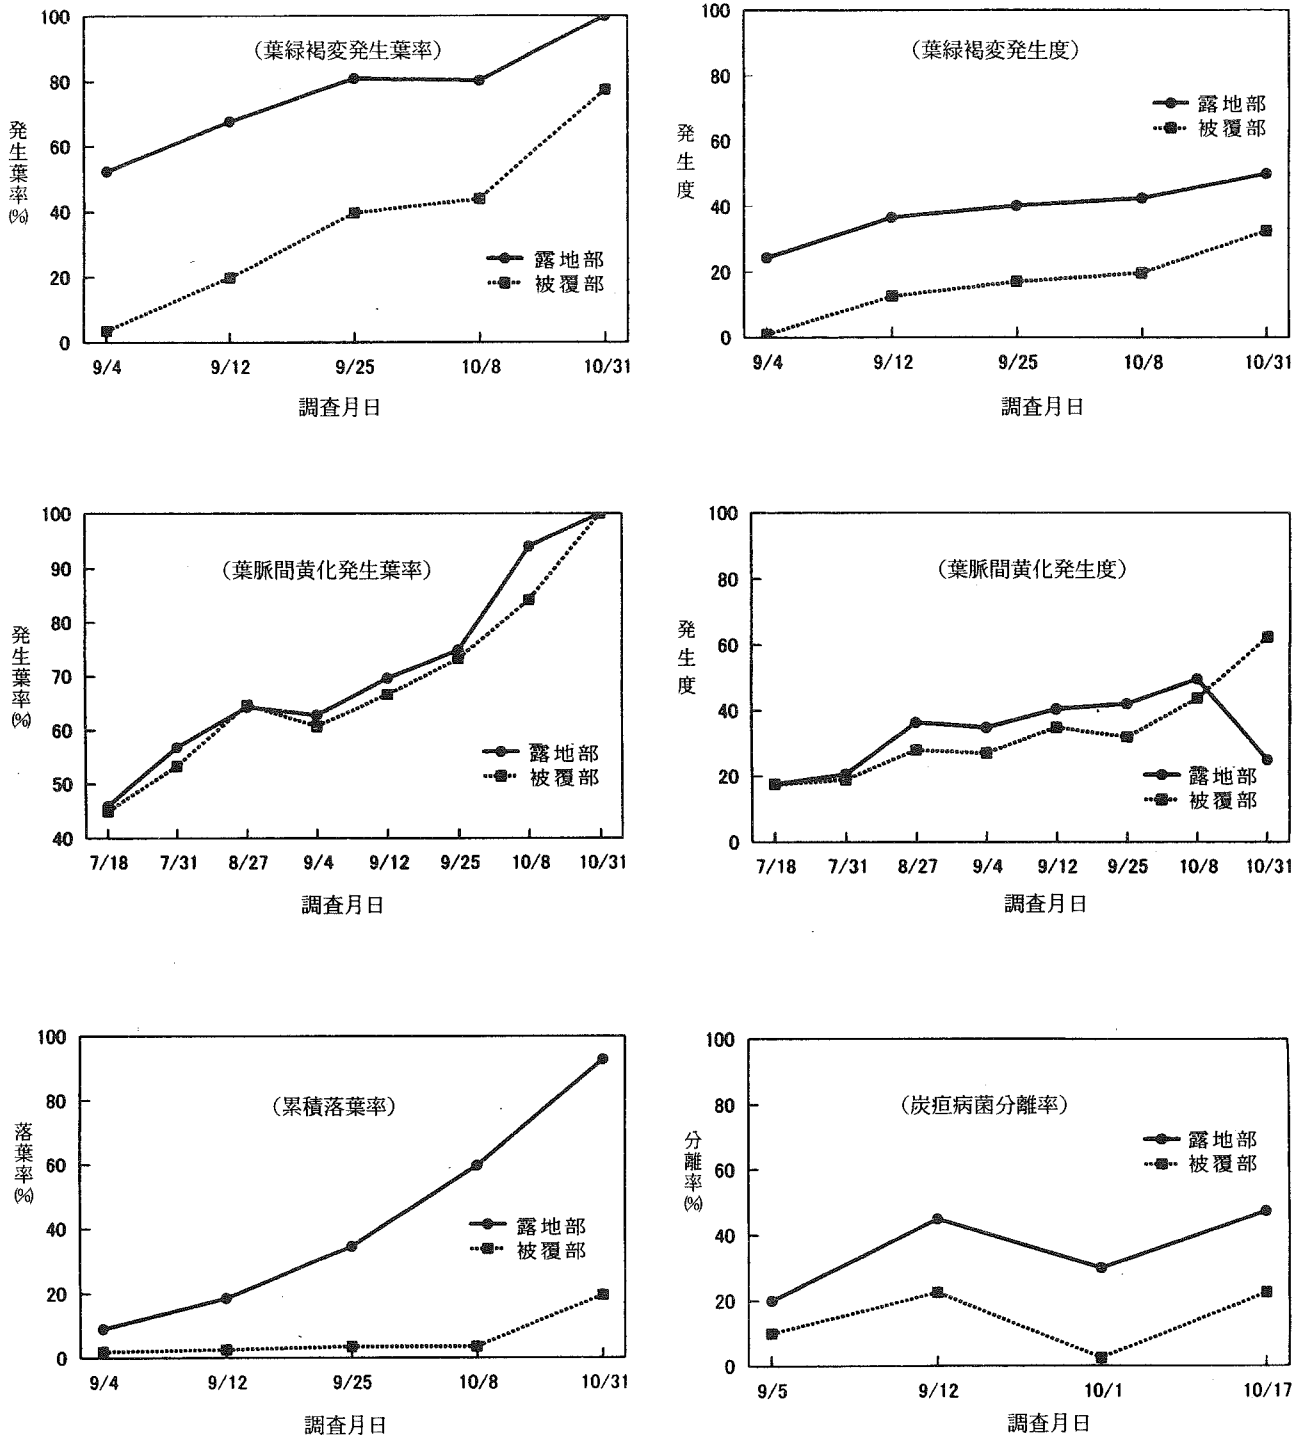 100
80
60
40
20
0
発生葉率(%)
(葉緑褐変発生葉率)
露地部
被覆部
9/4 9/12 9/25 10/8 10/31
調査月日
100
80
60
40
20
0
発生度
(葉緑褐変発生度)
露地部
被覆部
9/4 9/12 9/25 10/8 10/31
調査月日
100
90
80
70
60
50
40
発生葉率(%)
(葉脈間黄化発生葉率)
露地部
被覆部
7/18 7/31 8/27 9/4 9/12 9/25 10/8 10/31
調査月日
100
80
60
40
20
0
発生度
(葉脈間黄化発生度)
露地部
被覆部
7/18 7/31 8/27 9/4 9/12 9/25 10/8 10/31
調査月日
100
80
60
40
20
0
落葉率(%)
(累積落葉率)
露地部
被覆部
9/4 9/12 9/25 10/8 10/31
調査月日
100
80
60
40
20
0
分離率(%)
(炭疽病菌分離率)
露地部
被覆部
9/5 9/12 10/1 10/17
調査月日